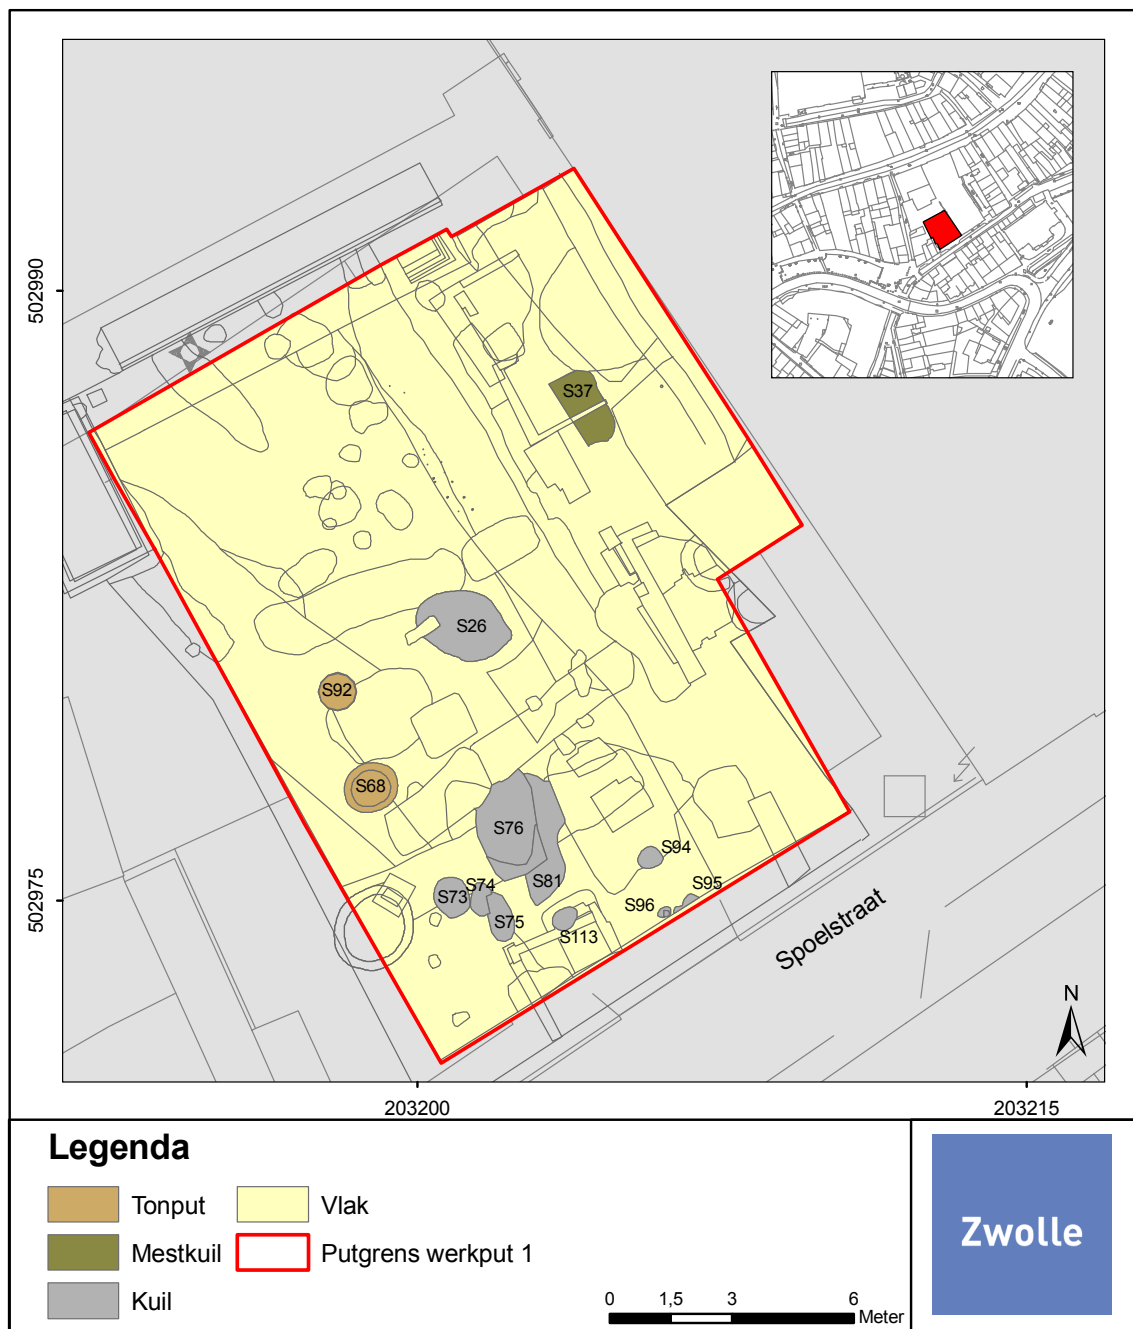 502990
S37
S26
S92
S68
S76
S94
S81
S74
S73
S95
S96
S75
S113
502975
Spoelstraat
N
203200
203215
Legenda
Tonput
Vlak
Mestkuil
Putgrens werkput 1
Kuil
0 1,5 3 6
Meter
Zwolle